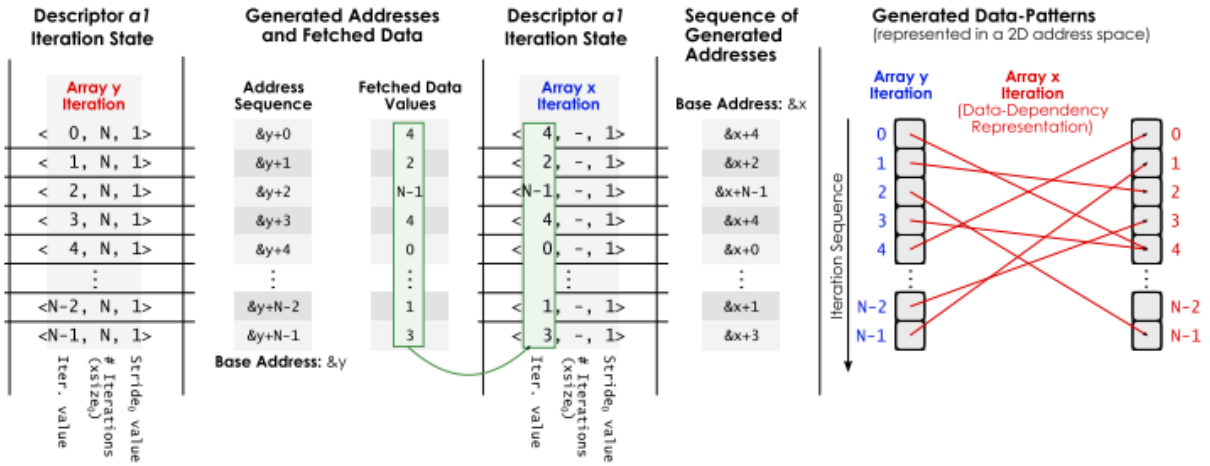 Descriptor a1
Iteration State
Generated Addresses
and Fetched Data
Descriptor a1
Iteration State
Sequence of
Generated
Addresses
Generated Data-Patterns
(represented in a 2D address space)
Array y
Iteration
Address
Sequence
Fetched Data
Values
Array x
Iteration
Base Address: &x
Array y
Iteration
Array x
Iteration
(Data-Dependency
Representation)
< 0, N, 1> &y+0 4 < 4, -, 1> &x+4
< 1, N, 1> &y+1 2 < 2, -, 1> &x+2
< 2, N, 1> &y+2 N-1 <N-1, -, 1> &x+N-1
< 3, N, 1> &y+3 4 < 4, -, 1> &x+4
< 4, N, 1> &y+4 0 < 0, -, 1> &x+0
⋮ ⋮ ⋮ ⋮ ⋮
<N-2, N, 1> &y+N-2 1 < 1, -, 1> &x+1
<N-1, N, 1> &y+N-1 3 < 3, -, 1> &x+3
Base Address: &y
Iter. value
# Iterations
(xsize₀)
Stride₀ value
Iter. value
# Iterations
(xsize₀)
Stride₀ value
Iteration Sequence
0 0
1 1
2 2
3 3
4 4
⋮ ⋮
N-2 N-2
N-1 N-1